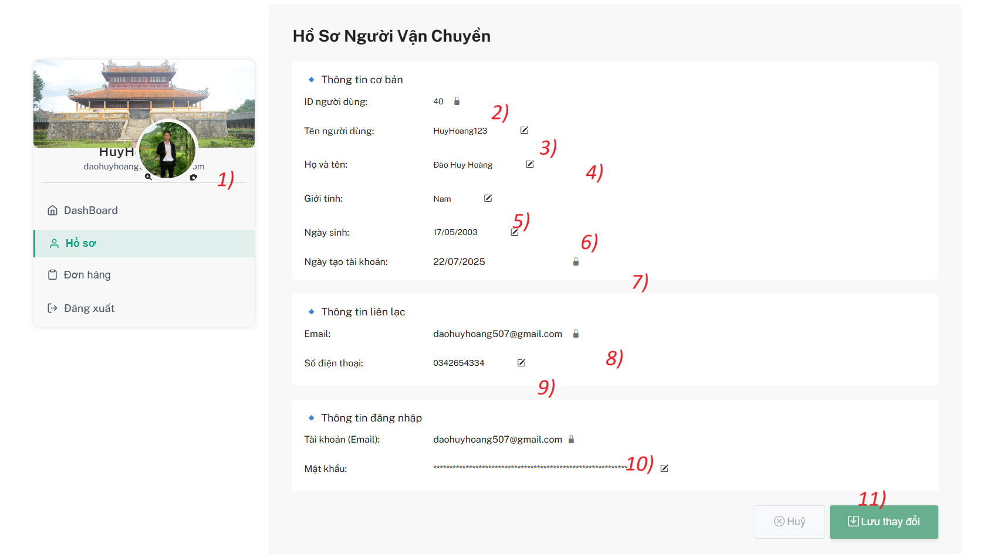 Hồ Sơ Người Vận Chuyển
HuyH
daohuyhoang
om
1)
DashBoard
Hồ sơ
Đơn hàng
Đăng xuất
Thông tin cơ bản
ID người dùng: 40
2)
Tên người dùng: HuyHoang123
3)
Họ và tên: Đào Huy Hoàng
4)
Giới tính: Nam
5)
Ngày sinh: 17/05/2003
6)
Ngày tạo tài khoản: 22/07/2025
7)
Thông tin liên lạc
Email: daohuyhoang507@gmail.com
8)
Số điện thoại: 0342654334
9)
Thông tin đăng nhập
Tài khoản (Email): daohuyhoang507@gmail.com
Mật khẩu: ************************************************************
10)
11)
Huỷ
Lưu thay đổi